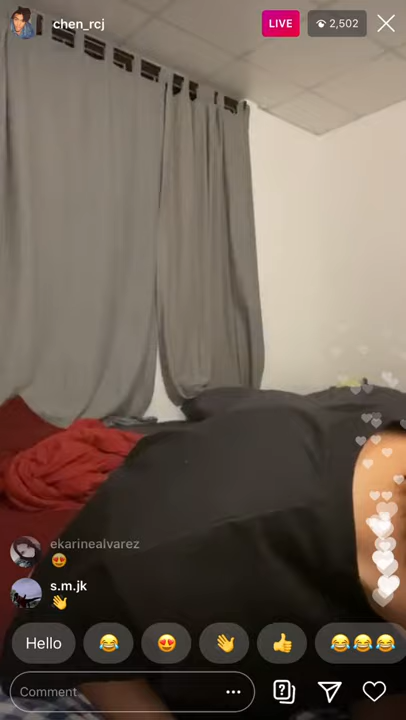 chen_rcj
LIVE
2,502
ekarinealvarez
😍
s.m.jk
👋
Hello 😂 😍 👋 👍 😂😂😂
Comment